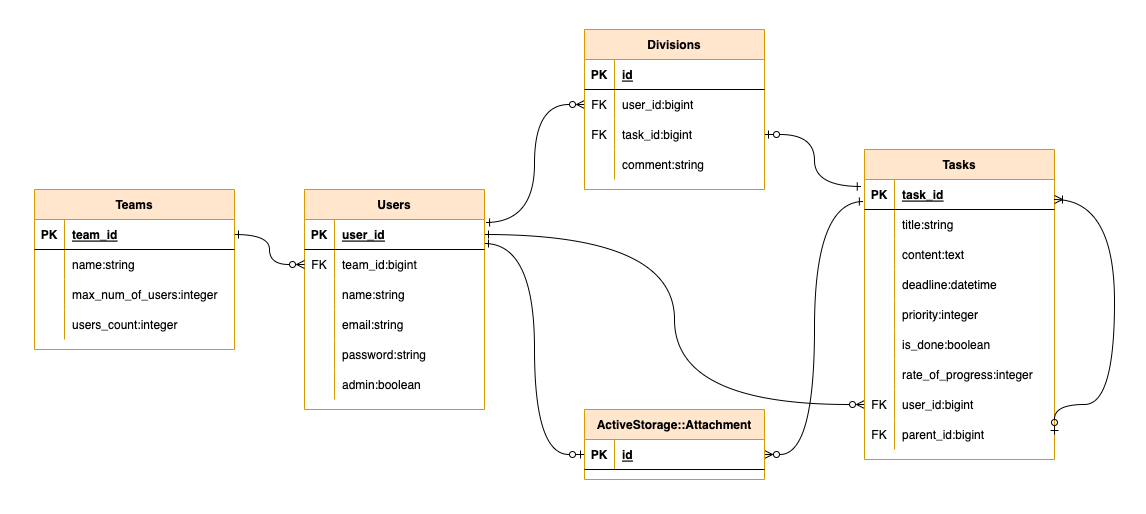 Divisions
PK id
FK user_id:bigint
FK task_id:bigint
comment:string
Teams
PK team_id
name:string
max_num_of_users:integer
users_count:integer
Users
PK user_id
FK team_id:bigint
name:string
email:string
password:string
admin:boolean
Tasks
PK task_id
title:string
content:text
deadline:datetime
priority:integer
is_done:boolean
rate_of_progress:integer
FK user_id:bigint
FK parent_id:bigint
ActiveStorage::Attachment
PK id